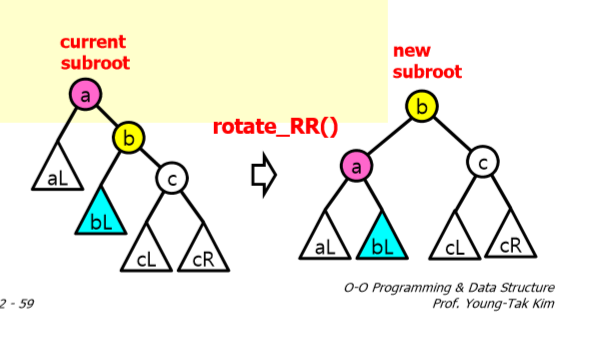 current
subroot
a
b
c
aL
bL
cL
cR
rotate_RR()
new
subroot
b
a
c
aL
bL
cL
cR
O-O Programming & Data Structure
Prof. Young-Tak Kim
2 - 59